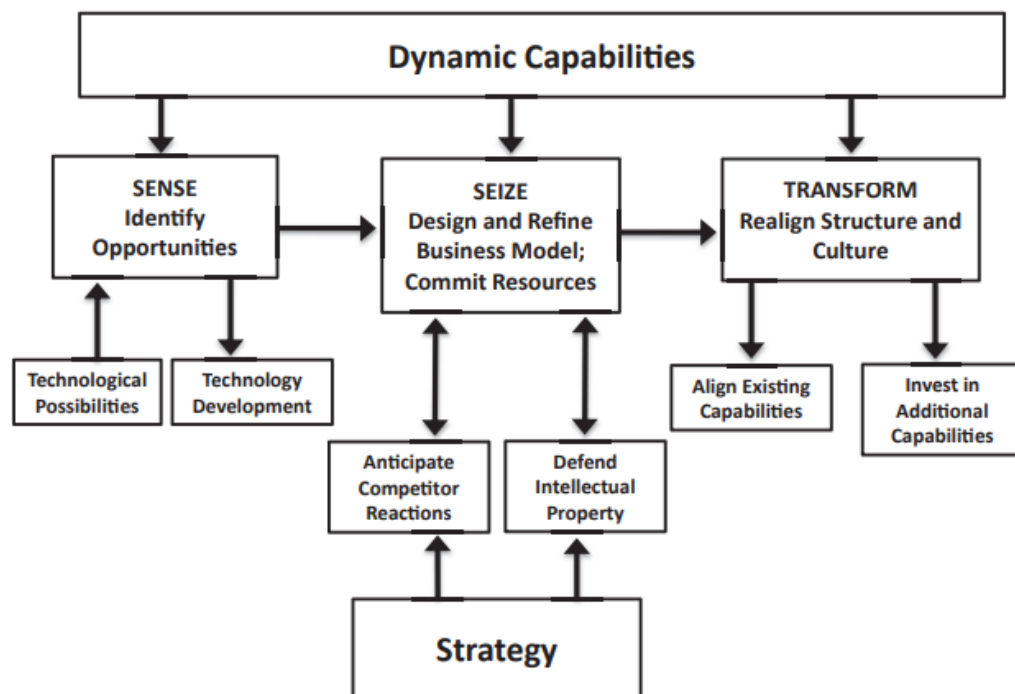 Dynamic Capabilities
SENSE
Identify
Opportunities
SEIZE
Design and Refine
Business Model;
Commit Resources
TRANSFORM
Realign Structure and
Culture
Technological
Possibilities
Technology
Development
Anticipate
Competitor
Reactions
Defend
Intellectual
Property
Align Existing
Capabilities
Invest in
Additional
Capabilities
Strategy